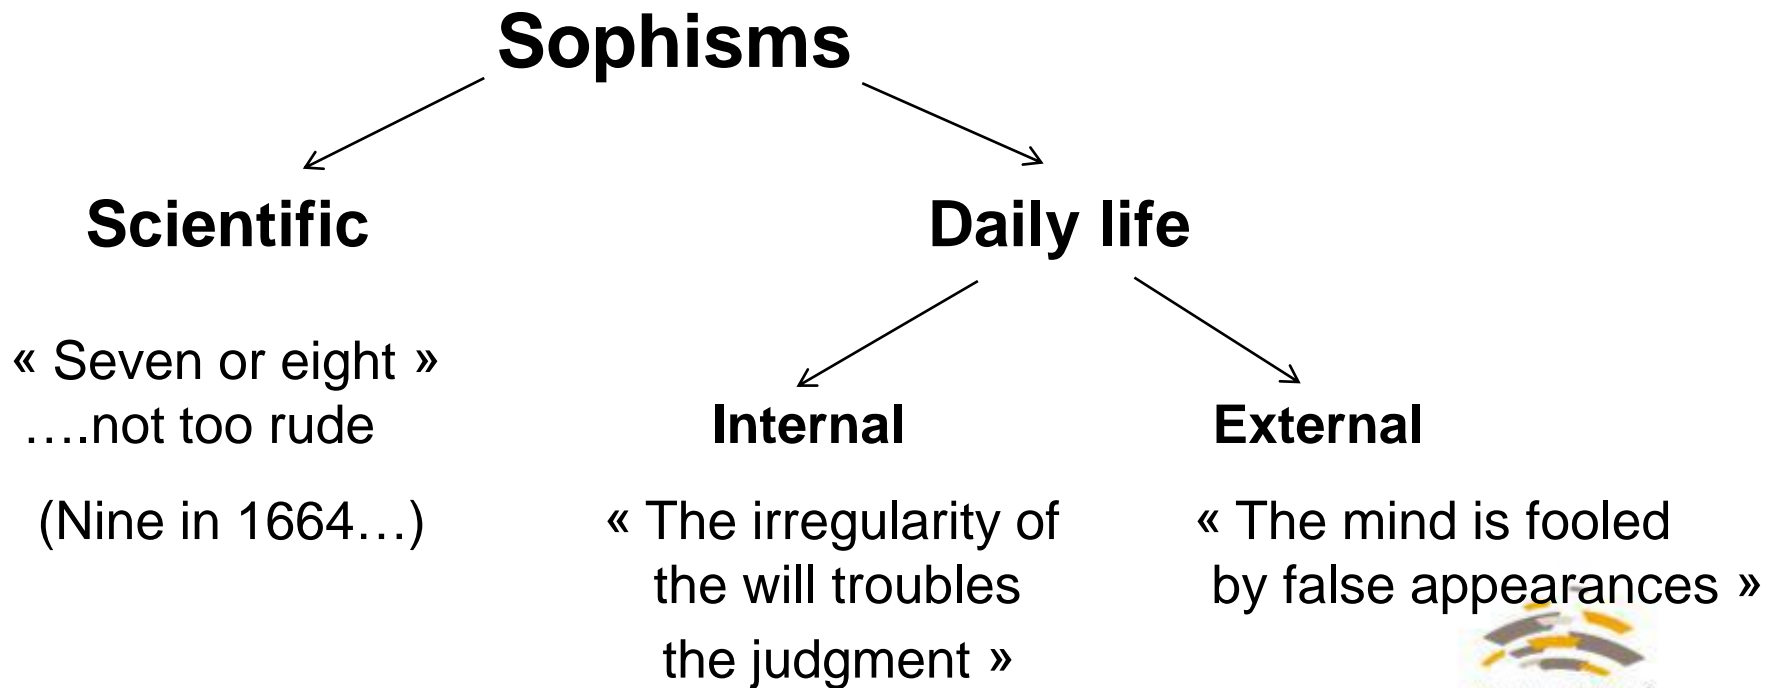 Sophisms
Scientific
Daily life
« Seven or eight »
….not too rude
(Nine in 1664…)
Internal
External
« The irregularity of
the will troubles
the judgment »
« The mind is fooled
by false appearances »